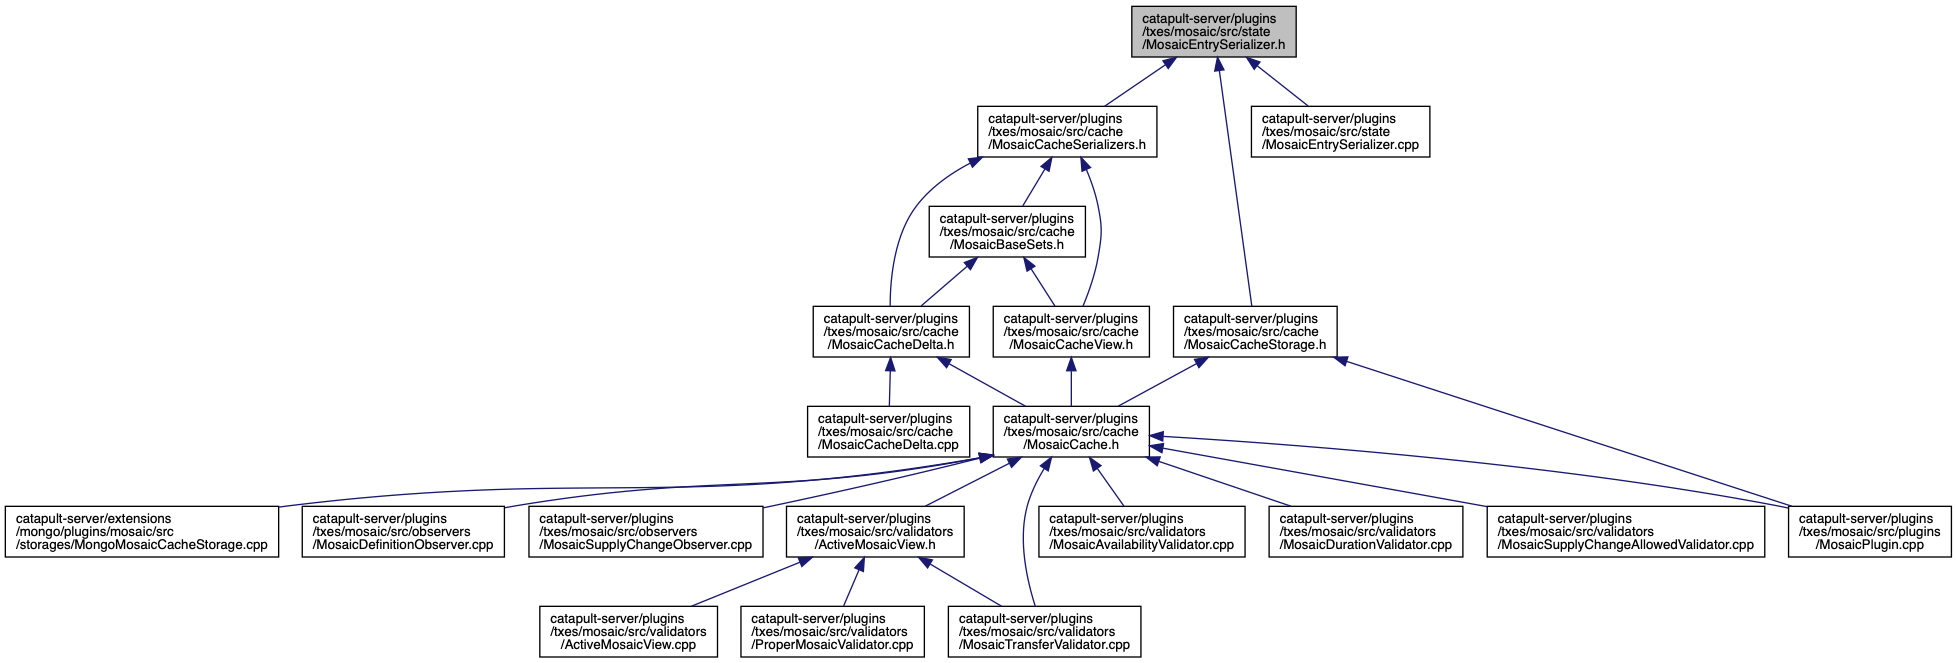 catapult-server/plugins
/txes/mosaic/src/state
/MosaicEntrySerializer.h
catapult-server/plugins
/txes/mosaic/src/cache
/MosaicCacheSerializers.h
catapult-server/plugins
/txes/mosaic/src/state
/MosaicEntrySerializer.cpp
catapult-server/plugins
/txes/mosaic/src/cache
/MosaicBaseSets.h
catapult-server/plugins
/txes/mosaic/src/cache
/MosaicCacheDelta.h
catapult-server/plugins
/txes/mosaic/src/cache
/MosaicCacheView.h
catapult-server/plugins
/txes/mosaic/src/cache
/MosaicCacheStorage.h
catapult-server/plugins
/txes/mosaic/src/cache
/MosaicCacheDelta.cpp
catapult-server/plugins
/txes/mosaic/src/cache
/MosaicCache.h
catapult-server/extensions
/mongo/plugins/mosaic/src
/storages/MongoMosaicCacheStorage.cpp
catapult-server/plugins
/txes/mosaic/src/observers
/MosaicDefinitionObserver.cpp
catapult-server/plugins
/txes/mosaic/src/observers
/MosaicSupplyChangeObserver.cpp
catapult-server/plugins
/txes/mosaic/src/validators
/ActiveMosaicView.h
catapult-server/plugins
/txes/mosaic/src/validators
/MosaicAvailabilityValidator.cpp
catapult-server/plugins
/txes/mosaic/src/validators
/MosaicDurationValidator.cpp
catapult-server/plugins
/txes/mosaic/src/validators
/MosaicSupplyChangeAllowedValidator.cpp
catapult-server/plugins
/txes/mosaic/src/plugins
/MosaicPlugin.cpp
catapult-server/plugins
/txes/mosaic/src/validators
/ActiveMosaicView.cpp
catapult-server/plugins
/txes/mosaic/src/validators
/ProperMosaicValidator.cpp
catapult-server/plugins
/txes/mosaic/src/validators
/MosaicTransferValidator.cpp